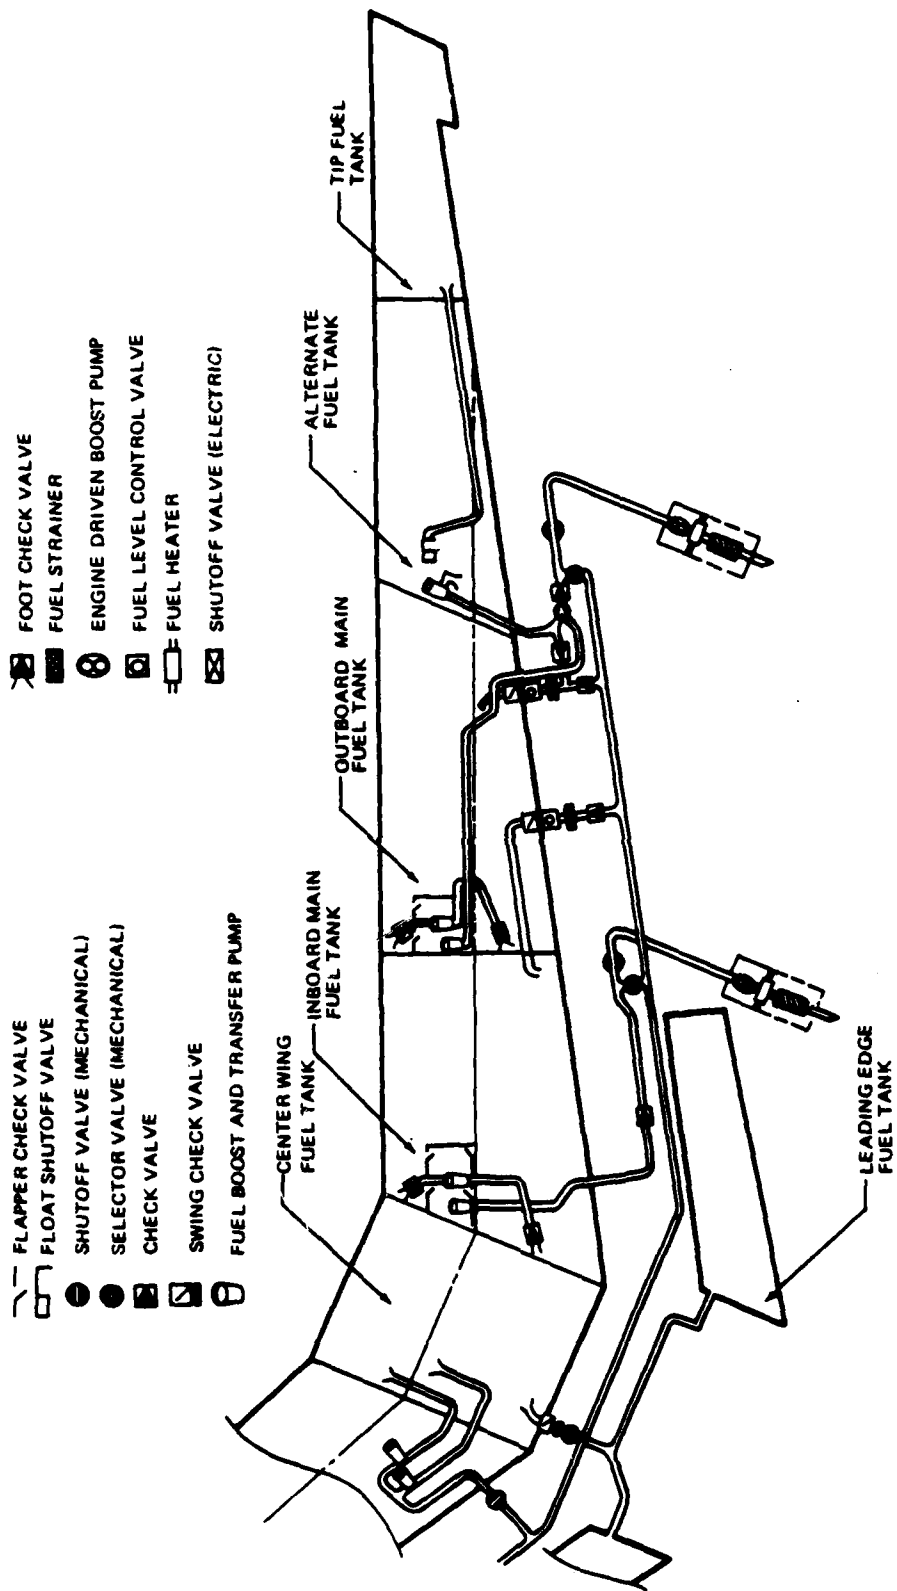 FLAPPER CHECK VALVE
FLOAT SHUTOFF VALVE
SHUTOFF VALVE (MECHANICAL)
SELECTOR VALVE (MECHANICAL)
CHECK VALVE
SWING CHECK VALVE
FUEL BOOST AND TRANSFER PUMP
FOOT CHECK VALVE
FUEL STRAINER
ENGINE DRIVEN BOOST PUMP
FUEL LEVEL CONTROL VALVE
FUEL HEATER
SHUTOFF VALVE (ELECTRIC)
CENTER WING
FUEL TANK
INBOARD MAIN
FUEL TANK
OUTBOARD MAIN
FUEL TANK
ALTERNATE
FUEL TANK
TIP FUEL
TANK
LEADING EDGE
FUEL TANK